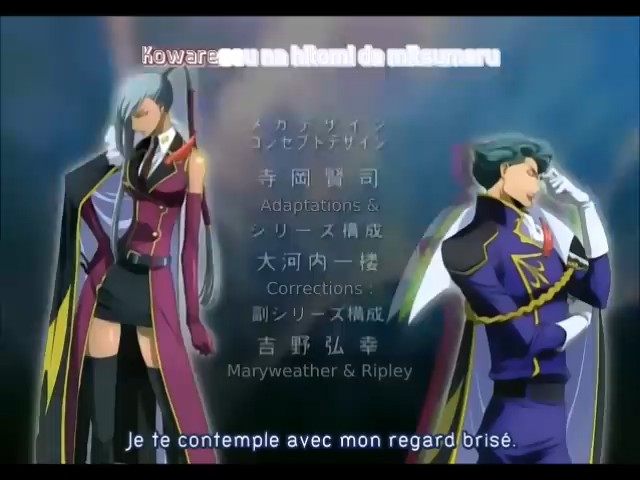 Kowaresou na hitomi da mitsumeru
メカデザイン
コンセプトデザイン
寺岡賢司
Adaptations &
シリーズ構成
大河内一楼
Corrections :
副シリーズ構成
吉野弘幸
Maryweather & Ripley
Je te contemple avec mon regard brisé.